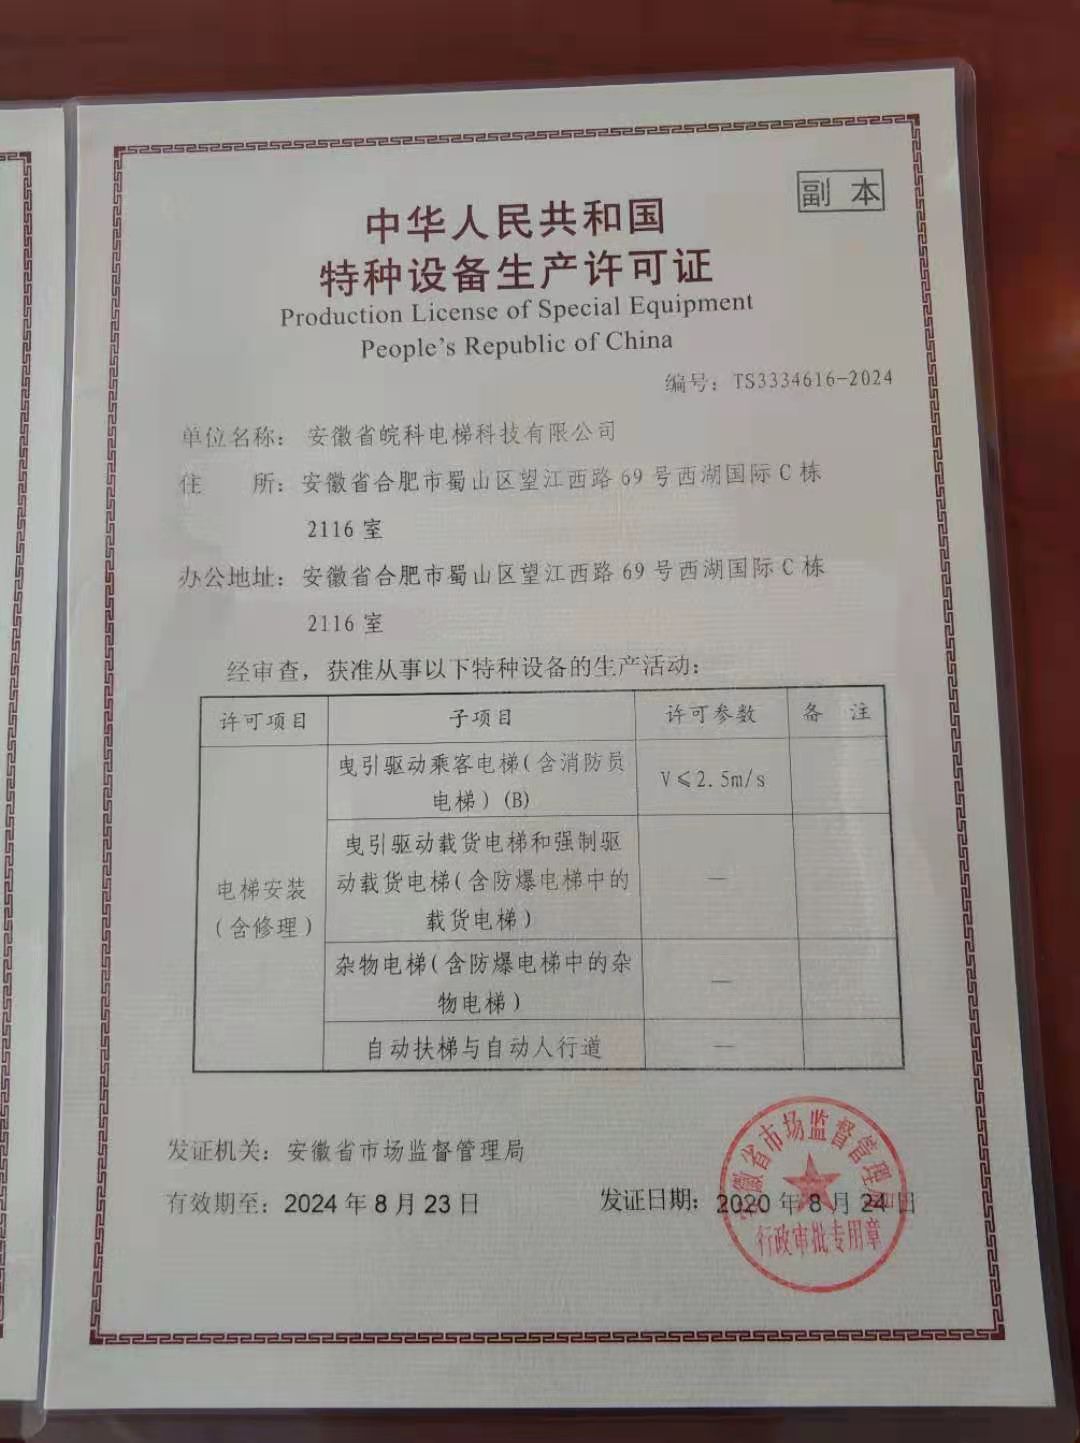 副 本
中华人民共和国
特种设备生产许可证
Production License of Special Equipment
People's Republic of China
编号：TS3334616-2024
单位名称： 安徽省皖科电梯科技有限公司
住 所：安徽省合肥市蜀山区望江西路69号西湖国际C栋
2116室
办公地址：安徽省合肥市蜀山区望江西路69号西湖国际C栋
2116室
经审查，获准从事以下特种设备的生产活动：
许可项目 子项目 许可参数 备 注
电梯安装
（含修理）
曳引驱动乘客电梯（含消防员
电梯）(B)
V≤2.5m/s
曳引驱动载货电梯和强制驱
动载货电梯（含防爆电梯中的
载货电梯）
—
杂物电梯（含防爆电梯中的杂
物电梯）
—
自动扶梯与自动人行道 —
发证机关：安徽省市场监督管理局
有效期至：2024年8月23日 发证日期：2020年8月24日
安徽省市场监督管理局
行政审批专用章